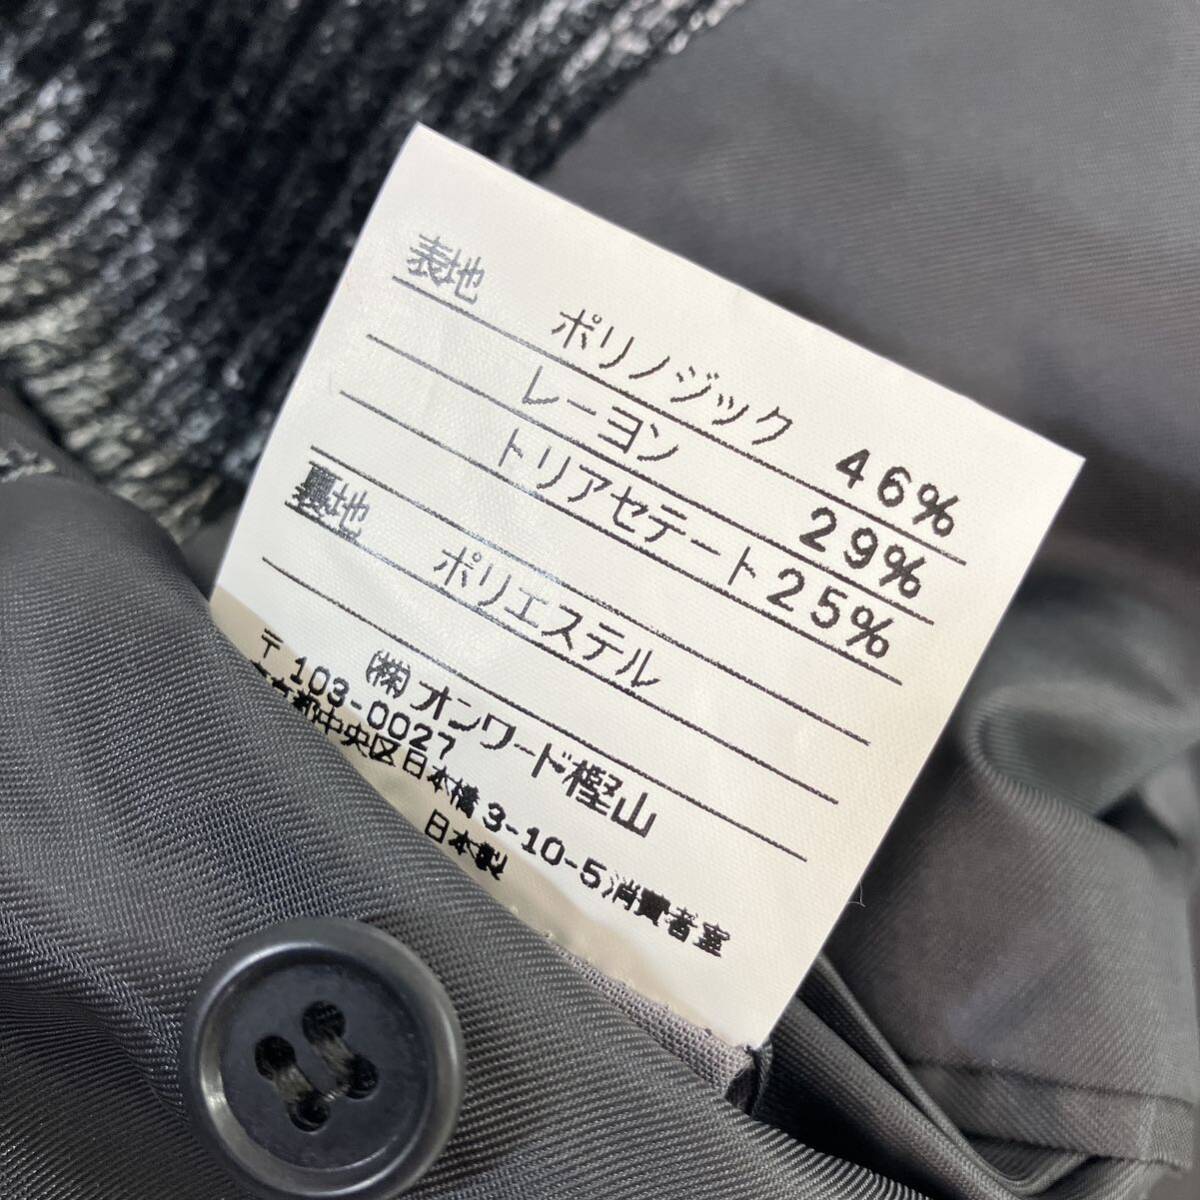 表地 ポリノジック 46%
レーヨン 29%
トリアセテート 25%
裏地 ポリエステル
(株)オンワード樫山
〒103-0027
東京都中央区日本橋3-10-5消費者室
日本製